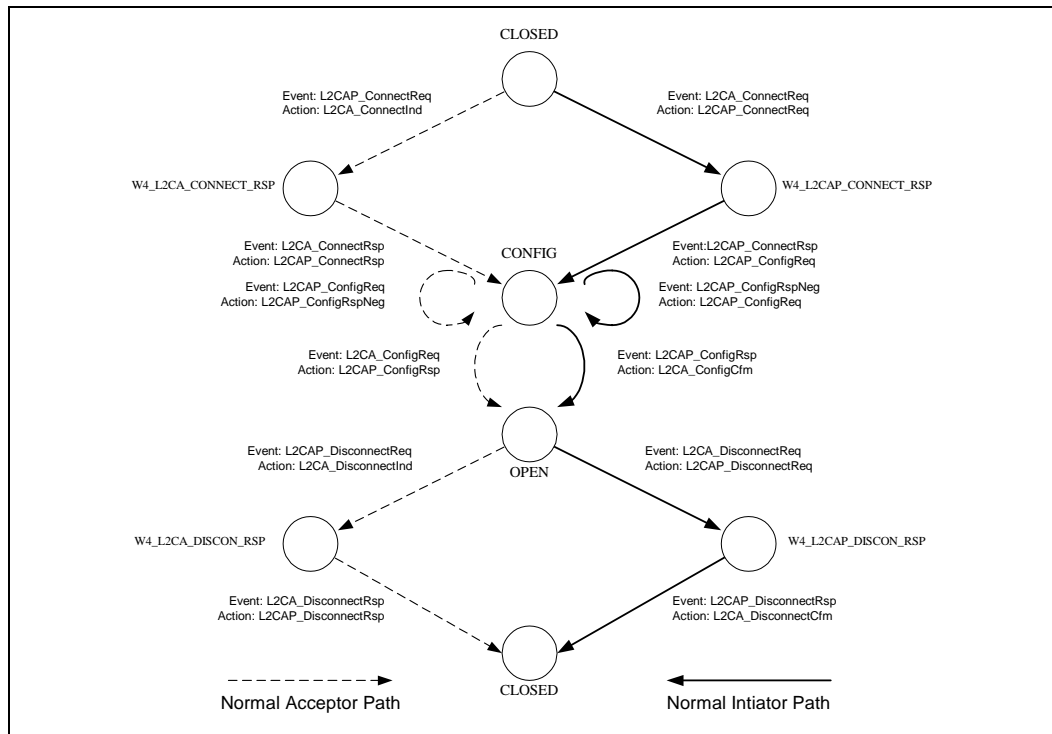 CLOSED
Event: L2CAP_ConnectReq
Action: L2CA_ConnectInd
Event: L2CA_ConnectReq
Action: L2CAP_ConnectReq
W4_L2CA_CONNECT_RSP
W4_L2CAP_CONNECT_RSP
Event: L2CA_ConnectRsp
Action: L2CAP_ConnectRsp
CONFIG
Event:L2CAP_ConnectRsp
Action: L2CAP_ConfigReq
Event: L2CAP_ConfigReq
Action: L2CAP_ConfigRspNeg
Event: L2CAP_ConfigRspNeg
Action: L2CAP_ConfigReq
Event: L2CA_ConfigReq
Action: L2CAP_ConfigRsp
Event: L2CAP_ConfigRsp
Action: L2CA_ConfigCfm
Event: L2CAP_DisconnectReq
Action: L2CA_DisconnectInd
OPEN
Event: L2CA_DisconnectReq
Action: L2CAP_DisconnectReq
W4_L2CA_DISCON_RSP
W4_L2CAP_DISCON_RSP
Event: L2CA_DisconnectRsp
Action: L2CAP_DisconnectRsp
Event: L2CAP_DisconnectRsp
Action: L2CA_DisconnectCfm
CLOSED
Normal Acceptor Path
Normal Intiator Path